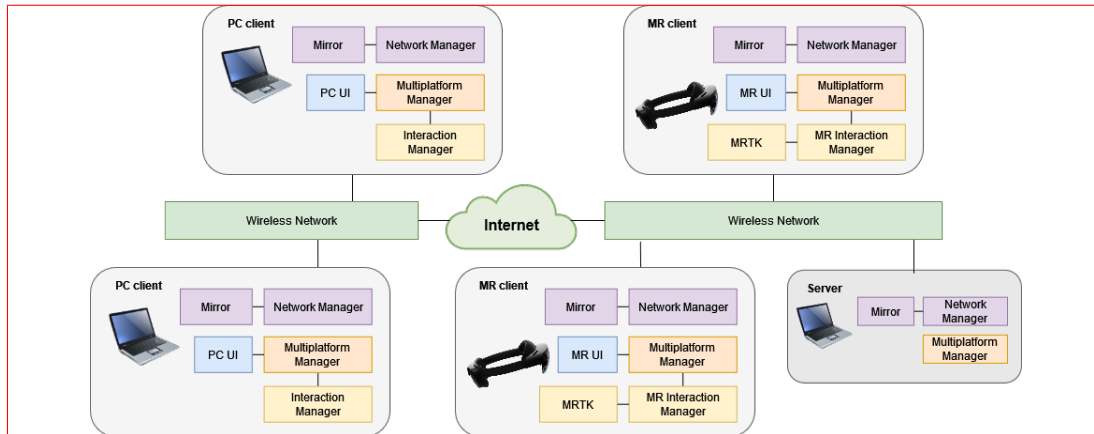 PC client
Mirror
Network Manager
PC UI
Multiplatform
Manager
Interaction
Manager
MR client
Mirror
Network Manager
MR UI
Multiplatform
Manager
MRTK
MR Interaction
Manager
Wireless Network
Internet
Wireless Network
PC client
Mirror
Network Manager
PC UI
Multiplatform
Manager
Interaction
Manager
MR client
Mirror
Network Manager
MR UI
Multiplatform
Manager
MRTK
MR Interaction
Manager
Server
Mirror
Network
Manager
Multiplatform
Manager